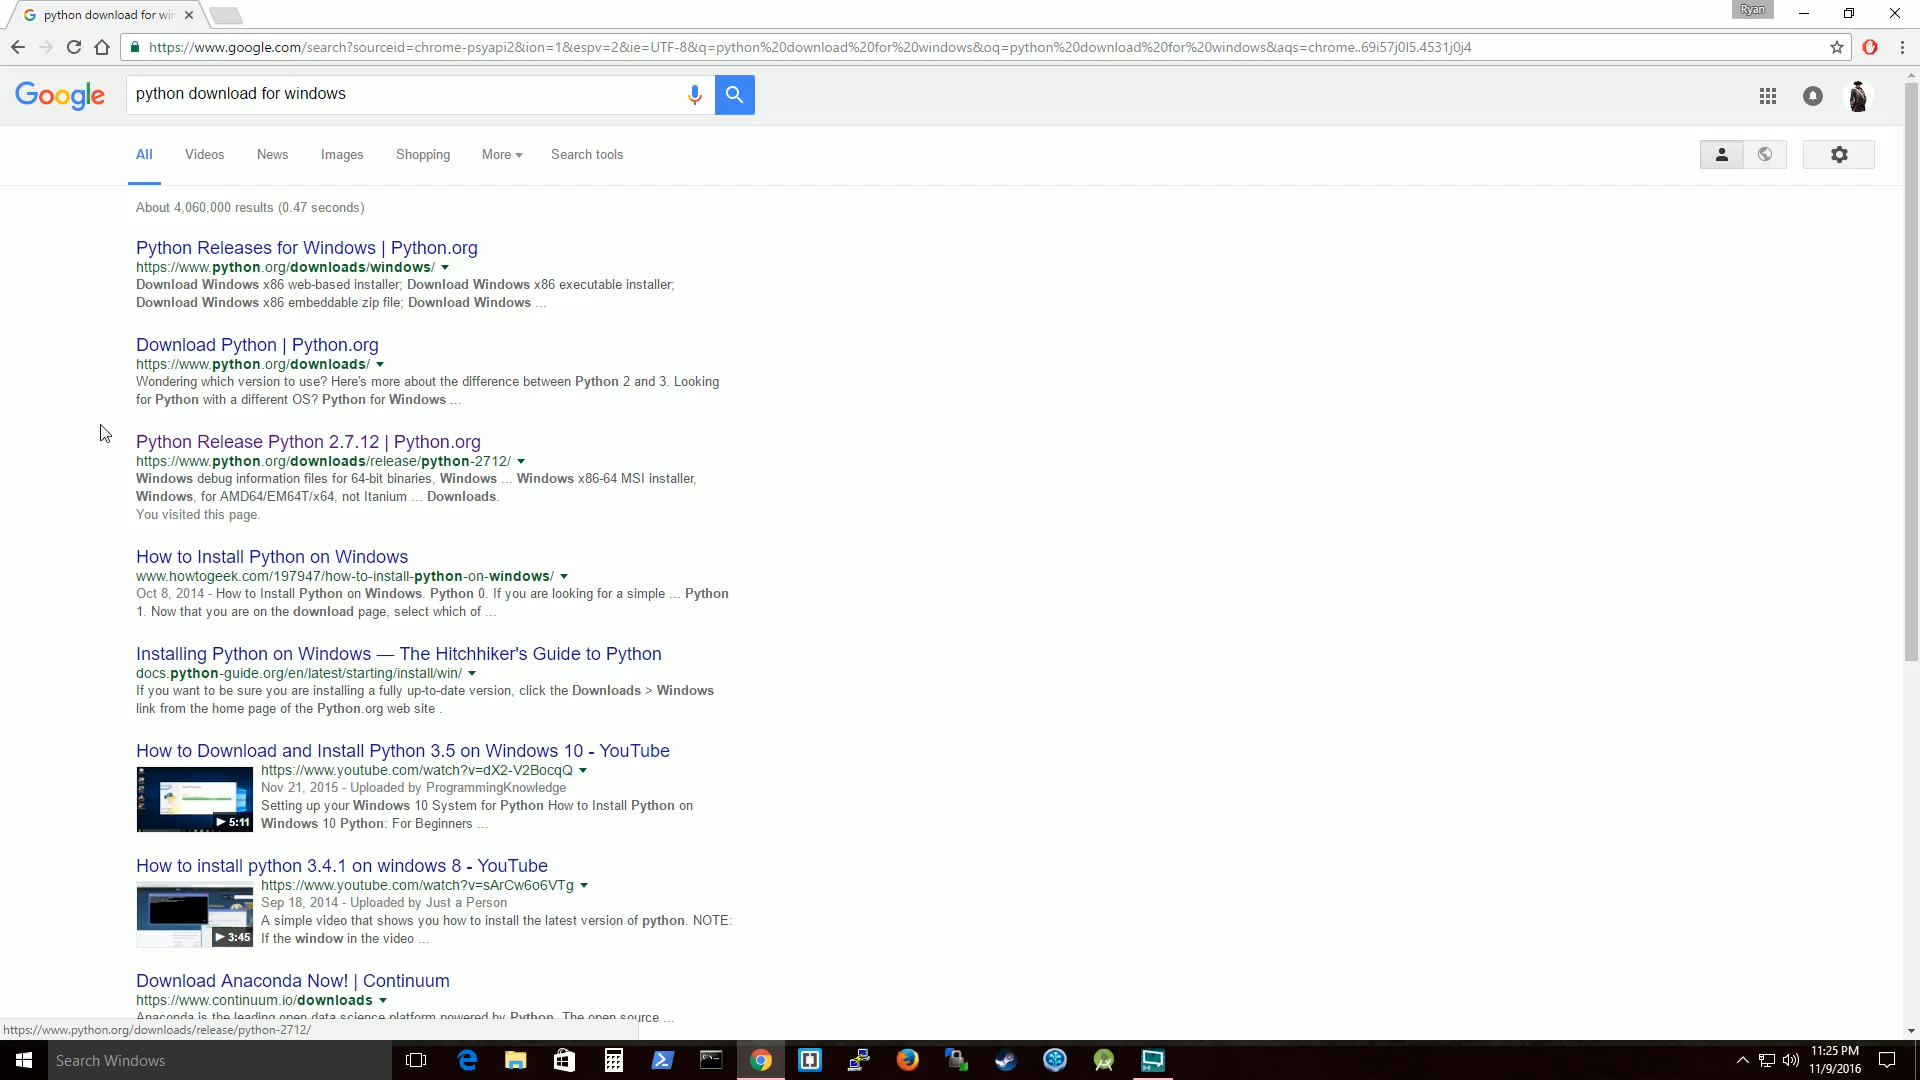 python download for win
Ryan
https://www.google.com/search?sourceid=chrome-psyapi2&ion=1&espv=2&ie=UTF-8&q=python%20download%20for%20windows&oq=python%20download%20for%20windows&aqs=chrome..69i57j0l5.4531j0j4
Google
python download for windows
All Videos News Images Shopping More Search tools
About 4,060,000 results (0.47 seconds)
Python Releases for Windows | Python.org
https://www.python.org/downloads/windows/
Download Windows x86 web-based installer; Download Windows x86 executable installer;
Download Windows x86 embeddable zip file; Download Windows ...
Download Python | Python.org
https://www.python.org/downloads/
Wondering which version to use? Here's more about the difference between Python 2 and 3. Looking
for Python with a different OS? Python for Windows ...
Python Release Python 2.7.12 | Python.org
https://www.python.org/downloads/release/python-2712/
Windows debug information files for 64-bit binaries, Windows ... Windows x86-64 MSI installer,
Windows, for AMD64/EM64T/x64, not Itanium ... Downloads.
You visited this page.
How to Install Python on Windows
www.howtogeek.com/197947/how-to-install-python-on-windows/
Oct 8, 2014 - How to Install Python on Windows. Python 0. If you are looking for a simple ... Python
1. Now that you are on the download page, select which of ...
Installing Python on Windows — The Hitchhiker's Guide to Python
docs.python-guide.org/en/latest/starting/install/win/
If you want to be sure you are installing a fully up-to-date version, click the Downloads > Windows
link from the home page of the Python.org web site .
How to Download and Install Python 3.5 on Windows 10 - YouTube
https://www.youtube.com/watch?v=dX2-V2BocqQ
Nov 21, 2015 - Uploaded by ProgrammingKnowledge
Setting up your Windows 10 System for Python How to Install Python on
Windows 10 Python: For Beginners ...
5:11
How to install python 3.4.1 on windows 8 - YouTube
https://www.youtube.com/watch?v=sArCw6o6VTg
Sep 18, 2014 - Uploaded by Just a Person
A simple video that shows you how to install the latest version of python. NOTE:
If the window in the video ...
3:45
Download Anaconda Now! | Continuum
https://www.continuum.io/downloads
Anaconda is the leading open data science platform powered by Python. The open source ...
https://www.python.org/downloads/release/python-2712/
Search Windows
11:25 PM
11/9/2016